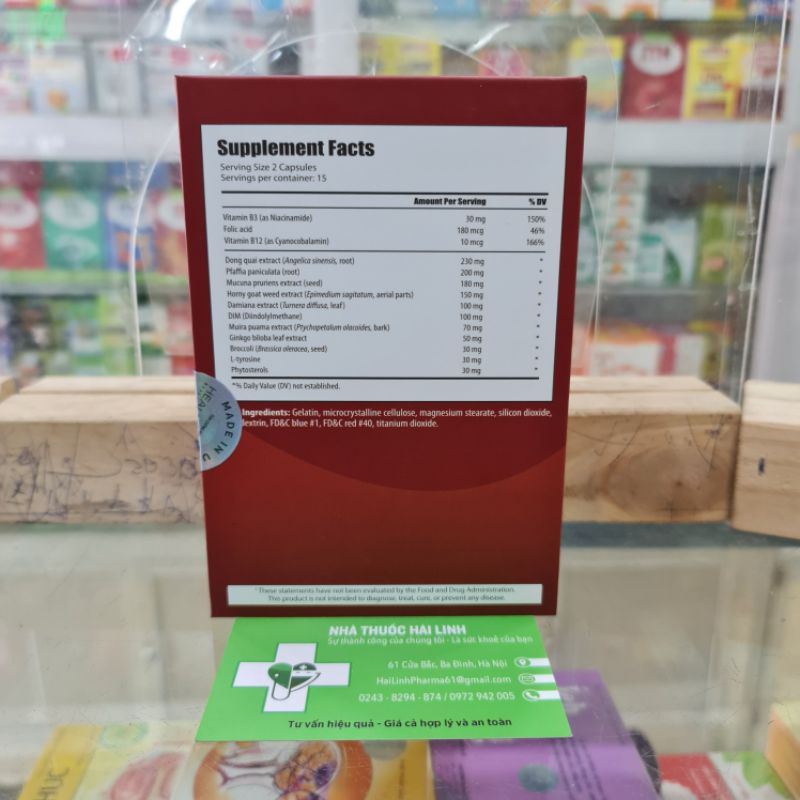 Supplement Facts
Serving Size 2 Capsules
Servings per container: 15
Amount Per Serving % DV
Vitamin B3 (as Niacinamide) 30 mg 150%
Folic acid 180 mcg 46%
Vitamin B12 (as Cyanocobalamin) 10 mcg 166%
Dong quai extract (Angelica sinensis, root) 230 mg *
Pfaffia paniculata (root) 200 mg *
Mucuna pruriens extract (seed) 180 mg *
Horny goat weed extract (Epimedium sagitatum, aerial parts) 150 mg *
Damiana extract (Turnera diffusa, leaf) 100 mg *
DIM (Diindolylmethane) 100 mg *
Muira puama extract (Ptychopetalum olacoides, bark) 70 mg *
Ginkgo biloba leaf extract 50 mg *
Broccoli (Brassica oleracea, seed) 30 mg *
L-tyrosine 30 mg *
Phytosterols 30 mg *
*% Daily Value (DV) not established.
Ingredients: Gelatin, microcrystalline cellulose, magnesium stearate, silicon dioxide,
dextrin, FD&C blue #1, FD&C red #40, titanium dioxide.
MADE IN U
HEAL
*These statements have not been evaluated by the Food and Drug Administration.
This product is not intended to diagnose, treat, cure, or prevent any disease.
NHÀ THUỐC HẢI LINH
Sự thành công của chúng tôi - Là sức khoẻ của bạn
61 Cửa Bắc, Ba Đình, Hà Nội
HaiLinhPharma61@gmail.com
0243 - 8294 - 874 / 0972 942 005
Tư vấn hiệu quả - Giá cả hợp lý và an toàn